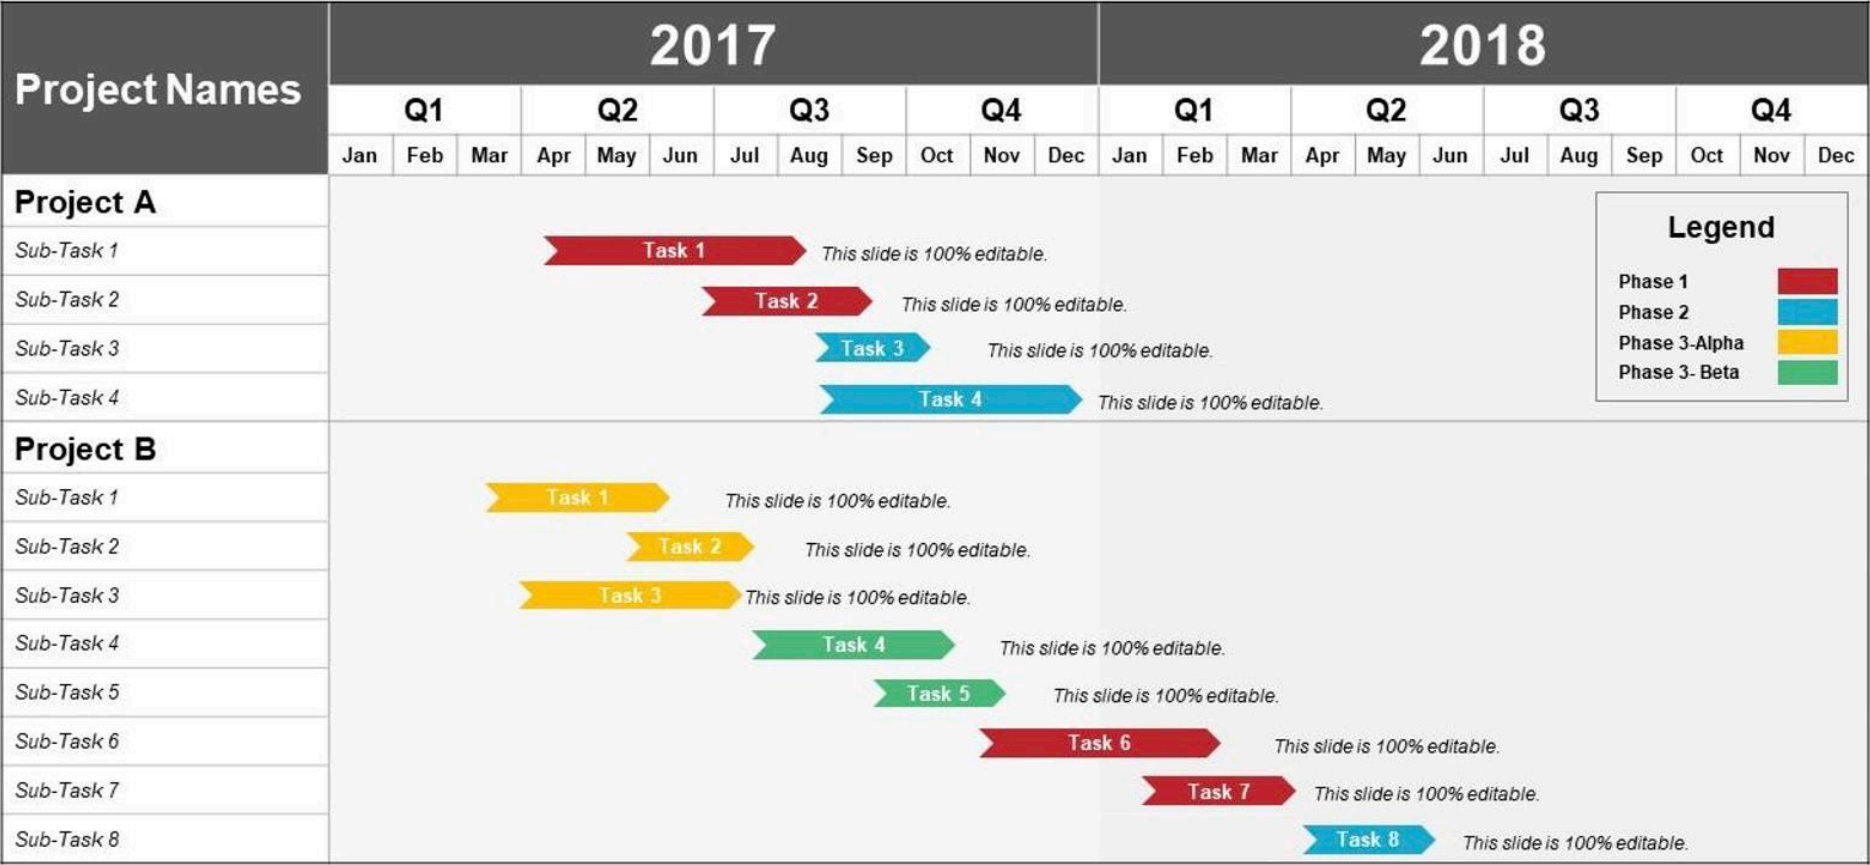 Project Names
2017 2018
Q1 Q2 Q3 Q4 Q1 Q2 Q3 Q4
Jan Feb Mar Apr May Jun Jul Aug Sep Oct Nov Dec Jan Feb Mar Apr May Jun Jul Aug Sep Oct Nov Dec
Project A
Sub-Task 1 Task 1 This slide is 100% editable.
Sub-Task 2 Task 2 This slide is 100% editable.
Sub-Task 3 Task 3 This slide is 100% editable.
Sub-Task 4 Task 4 This slide is 100% editable.
Legend
Phase 1
Phase 2
Phase 3-Alpha
Phase 3- Beta
Project B
Sub-Task 1 Task 1 This slide is 100% editable.
Sub-Task 2 Task 2 This slide is 100% editable.
Sub-Task 3 Task 3 This slide is 100% editable.
Sub-Task 4 Task 4 This slide is 100% editable.
Sub-Task 5 Task 5 This slide is 100% editable.
Sub-Task 6 Task 6 This slide is 100% editable.
Sub-Task 7 Task 7 This slide is 100% editable.
Sub-Task 8 Task 8 This slide is 100% editable.